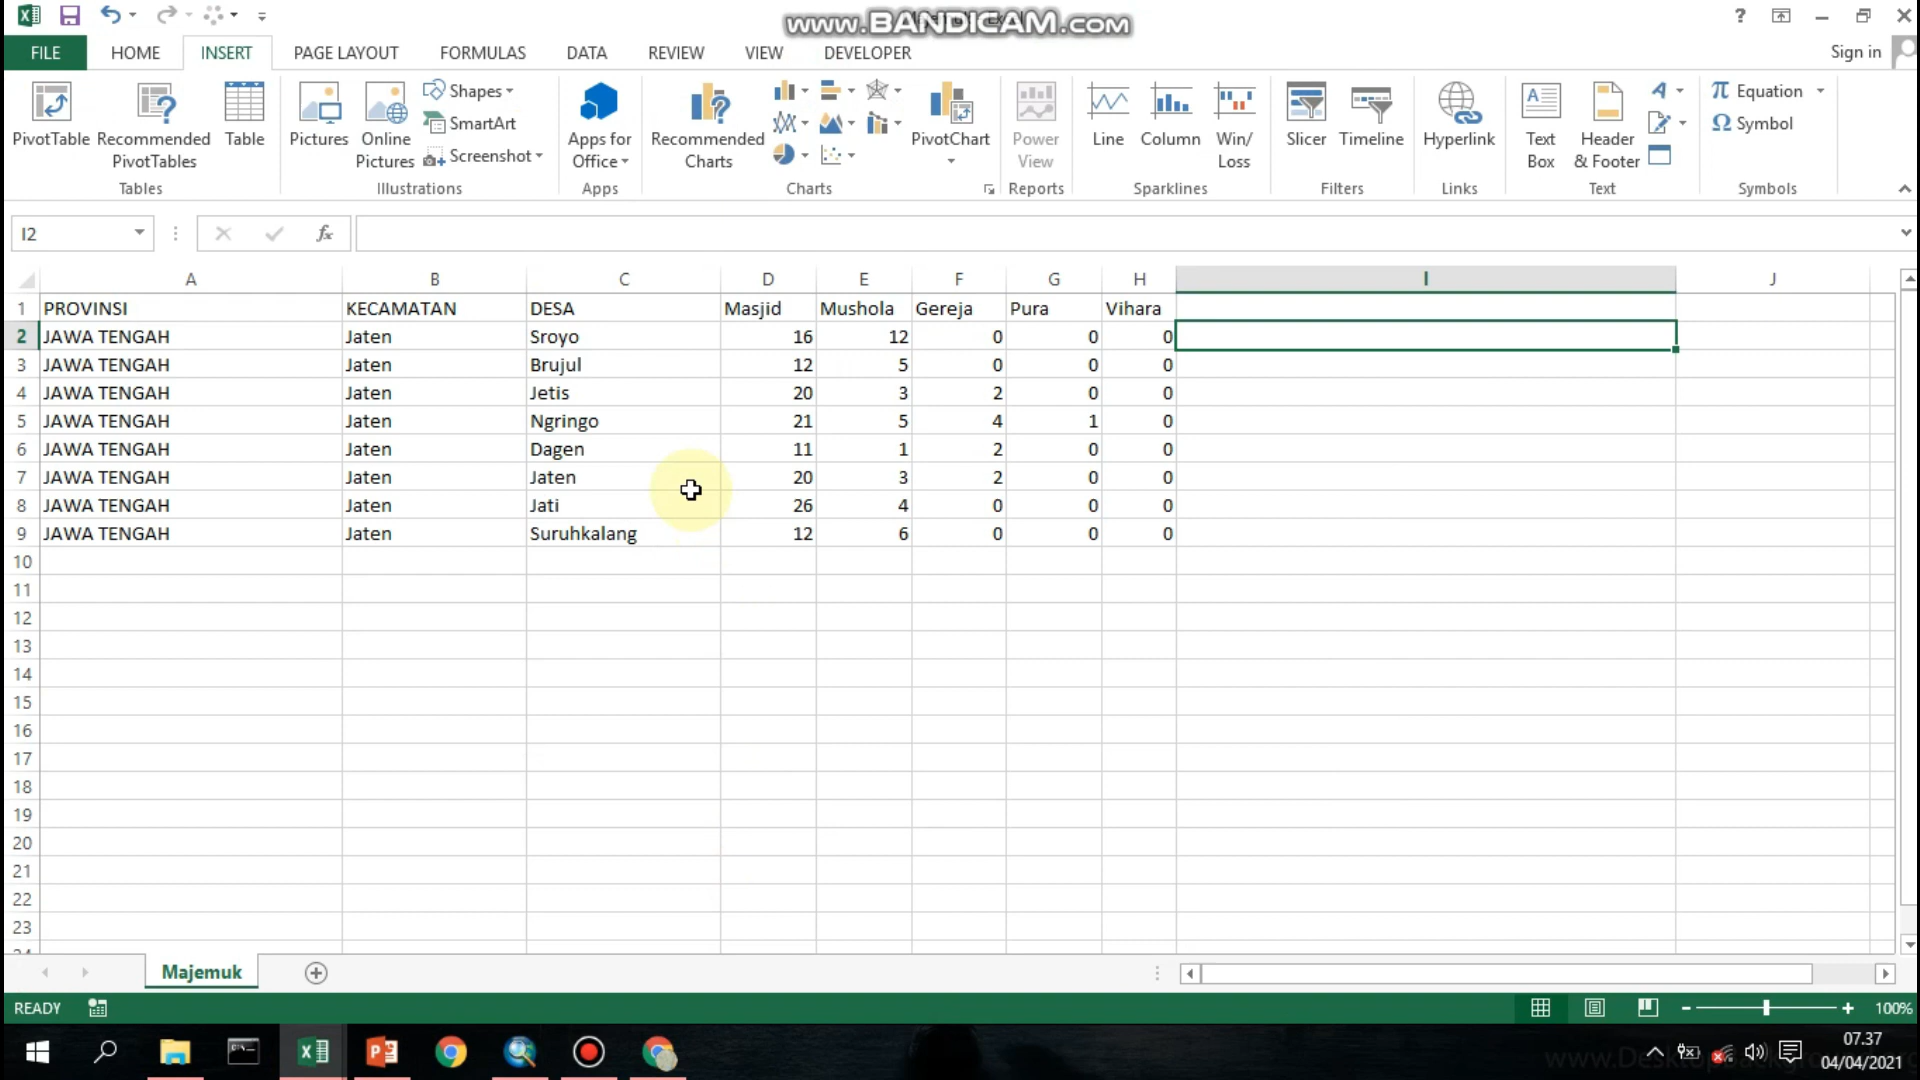 www.BANDICAM.com
FILE HOME INSERT PAGE LAYOUT FORMULAS DATA REVIEW VIEW DEVELOPER Sign in
PivotTable Recommended PivotTables Table
Tables
Pictures Online Pictures Shapes SmartArt Screenshot
Illustrations
Apps for Office
Apps
Recommended Charts PivotChart
Charts
Power View
Reports
Line Column Win/Loss
Sparklines
Slicer Timeline
Filters
Hyperlink
Links
Text Box Header & Footer
Text
Equation
Symbol
Symbols
I2 fx
A B C D E F G H I J
1 PROVINSI KECAMATAN DESA Masjid Mushola Gereja Pura Vihara
2 JAWA TENGAH Jaten Sroyo 16 12 0 0 0
3 JAWA TENGAH Jaten Brujul 12 5 0 0 0
4 JAWA TENGAH Jaten Jetis 20 3 2 0 0
5 JAWA TENGAH Jaten Ngringo 21 5 4 1 0
6 JAWA TENGAH Jaten Dagen 11 1 2 0 0
7 JAWA TENGAH Jaten Jaten 20 3 2 0 0
8 JAWA TENGAH Jaten Jati 26 4 0 0 0
9 JAWA TENGAH Jaten Suruhkalang 12 6 0 0 0
10
11
12
13
14
15
16
17
18
19
20
21
22
23
Majemuk
READY 100%
07.37
04/04/2021